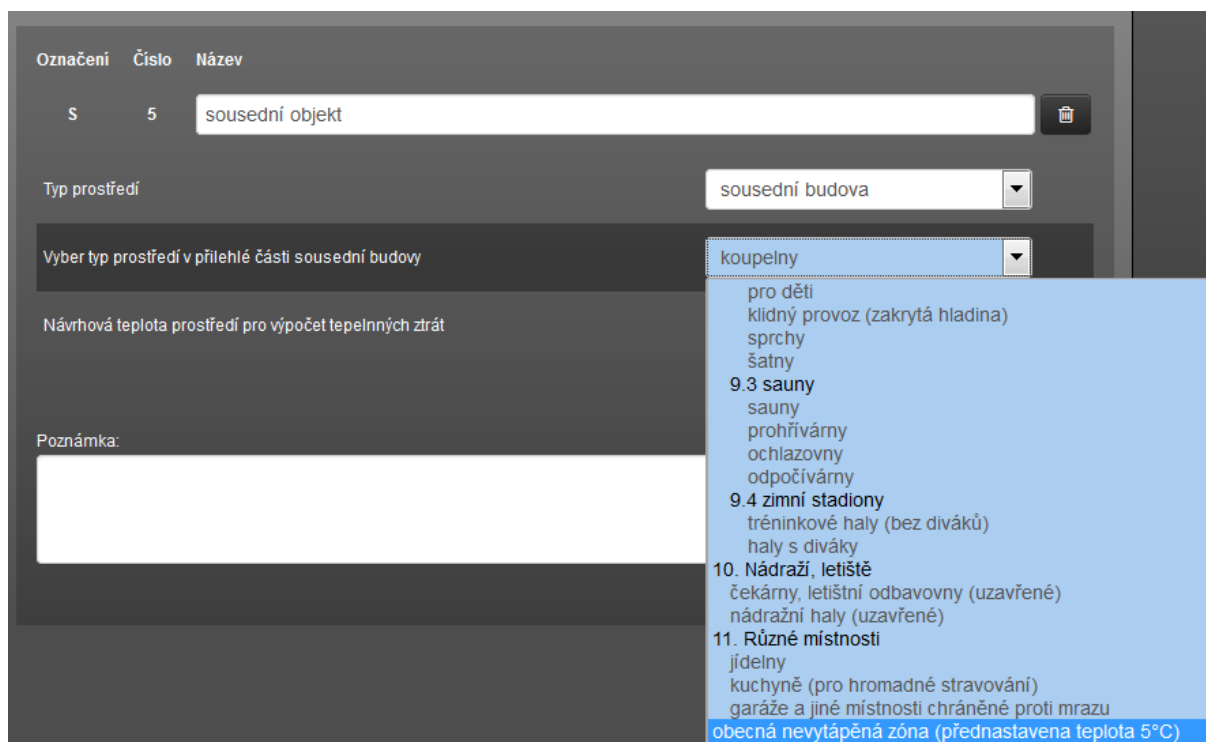 Označení Číslo Název
S 5 sousední objekt
Typ prostředí sousední budova
Vyber typ prostředí v přilehlé části sousední budovy koupelny
Návrhová teplota prostředí pro výpočet tepelnných ztrát
Poznámka:
pro děti
klidný provoz (zakrytá hladina)
sprchy
šatny
9.3 sauny
sauny
prohřívárny
ochlazovny
odpočívárny
9.4 zimní stadiony
tréninkové haly (bez diváků)
haly s diváky
10. Nádraží, letiště
čekárny, letištní odbavovny (uzavřené)
nádražní haly (uzavřené)
11. Různé místnosti
jídelny
kuchyně (pro hromadné stravování)
garáže a jiné místnosti chráněné proti mrazu
obecná nevytápěná zóna (přednastavena teplota 5°C)